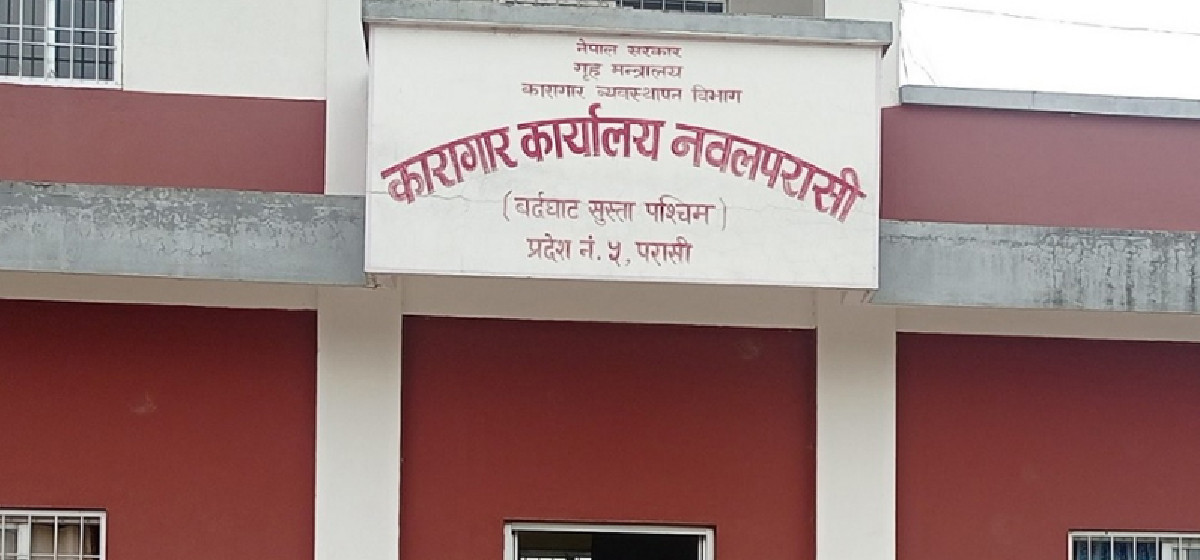 नेपाल सरकार
गृह मन्त्रालय
कारागार व्यवस्थापन विभाग
कारागार कार्यालय नवलपरासी
(बर्दघाट सुस्ता पश्चिम)
प्रदेश नं. ५, परासी